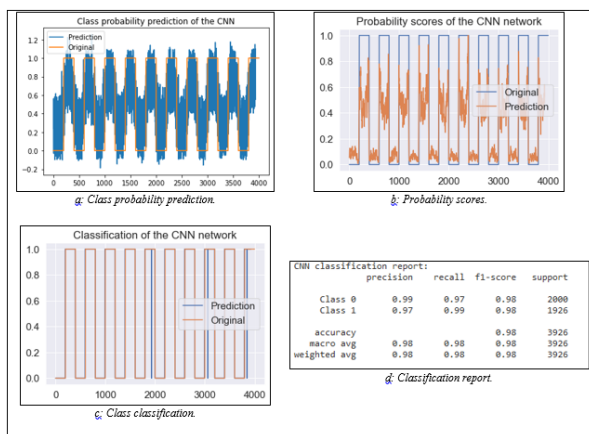 Class probability prediction of the CNN
Prediction
Original
1.2
1.0
0.8
0.6
0.4
0.2
0.0
-0.2
0 500 1000 1500 2000 2500 3000 3500 4000
a: Class probability prediction.
Probability scores of the CNN network
1.0
0.8
0.6
0.4
0.2
0.0
Original
Prediction
0 1000 2000 3000 4000
b: Probability scores.
Classification of the CNN network
1.0
0.8
0.6
0.4
0.2
0.0
Prediction
Original
0 1000 2000 3000 4000
c: Class classification.
CNN classification report:
precision recall f1-score support
Class 0 0.99 0.97 0.98 2000
Class 1 0.97 0.99 0.98 1926
accuracy 0.98 3926
macro avg 0.98 0.98 0.98 3926
weighted avg 0.98 0.98 0.98 3926
d: Classification report.